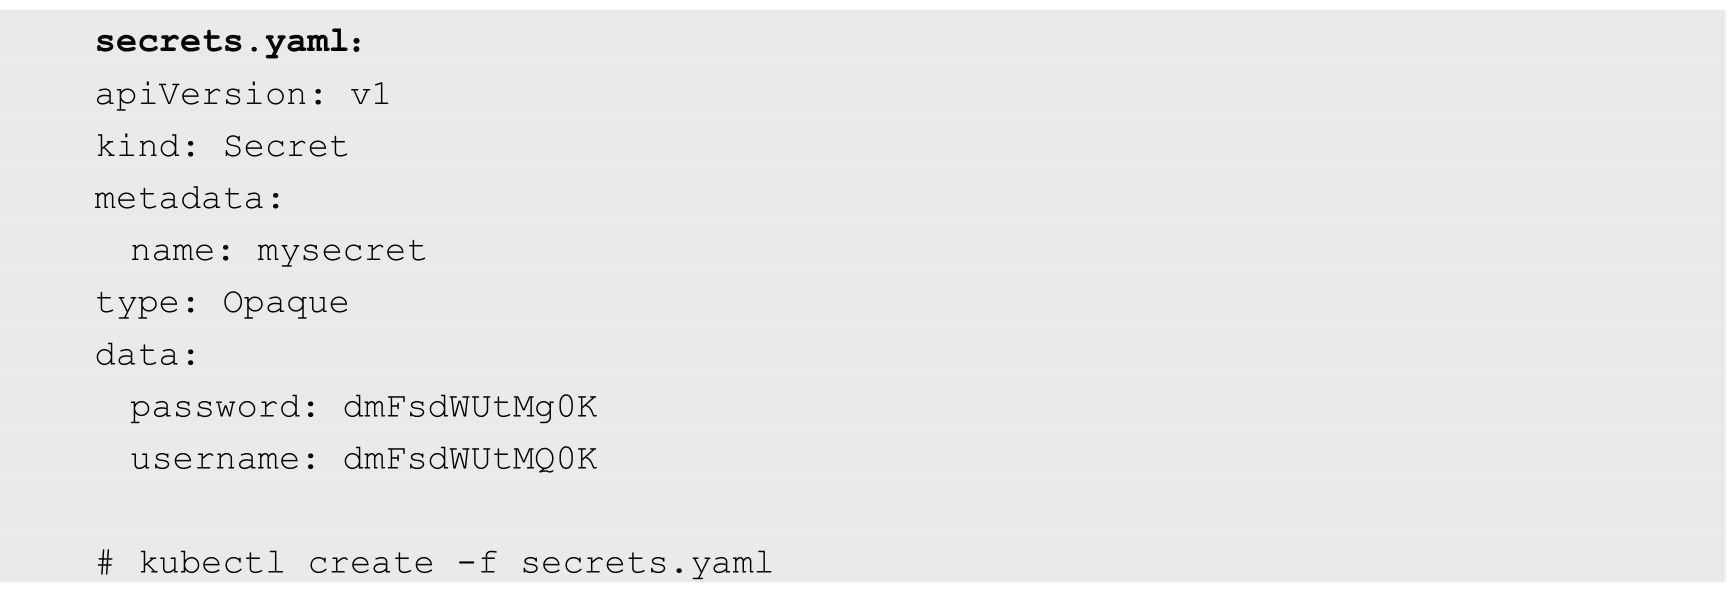 secrets.yaml:
apiVersion: v1
kind: Secret
metadata:
  name: mysecret
type: Opaque
data:
  password: dmFsdWUtMg0K
  username: dmFsdWUtMQ0K

# kubectl create -f secrets.yaml